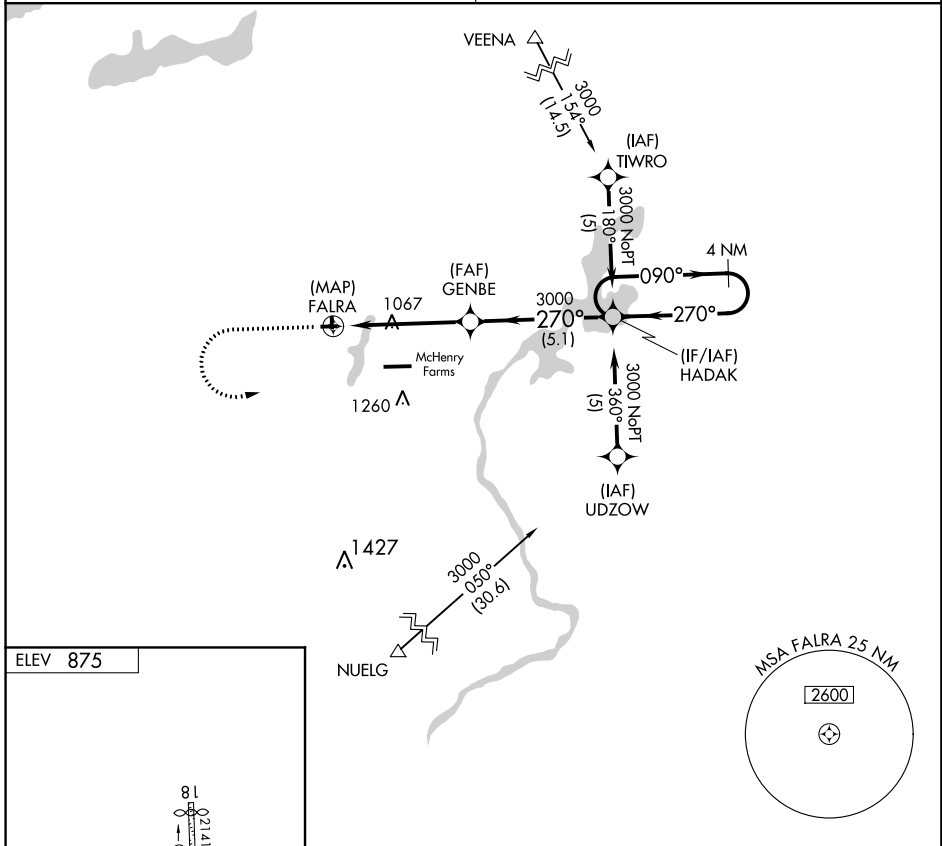 VEENA
3000
154°
(14.5)
(IAF)
TIWRO
3000 NoPT
180°
(5)
4 NM
090°
270°
(IF/IAF)
HADAK
(FAF)
GENBE
3000
270°
(5.1)
(MAP)
FALRA
1067
McHenry
Farms
1260
3000 NoPT
360°
(5)
(IAF)
UDZOW
1427
3000
050°
(30.6)
NUELG
MSA FALRA 25 NM
2600
ELEV 875
18
2141